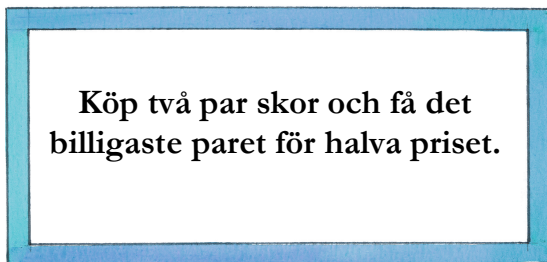 Köp två par skor och få det
billigaste paret för halva priset.